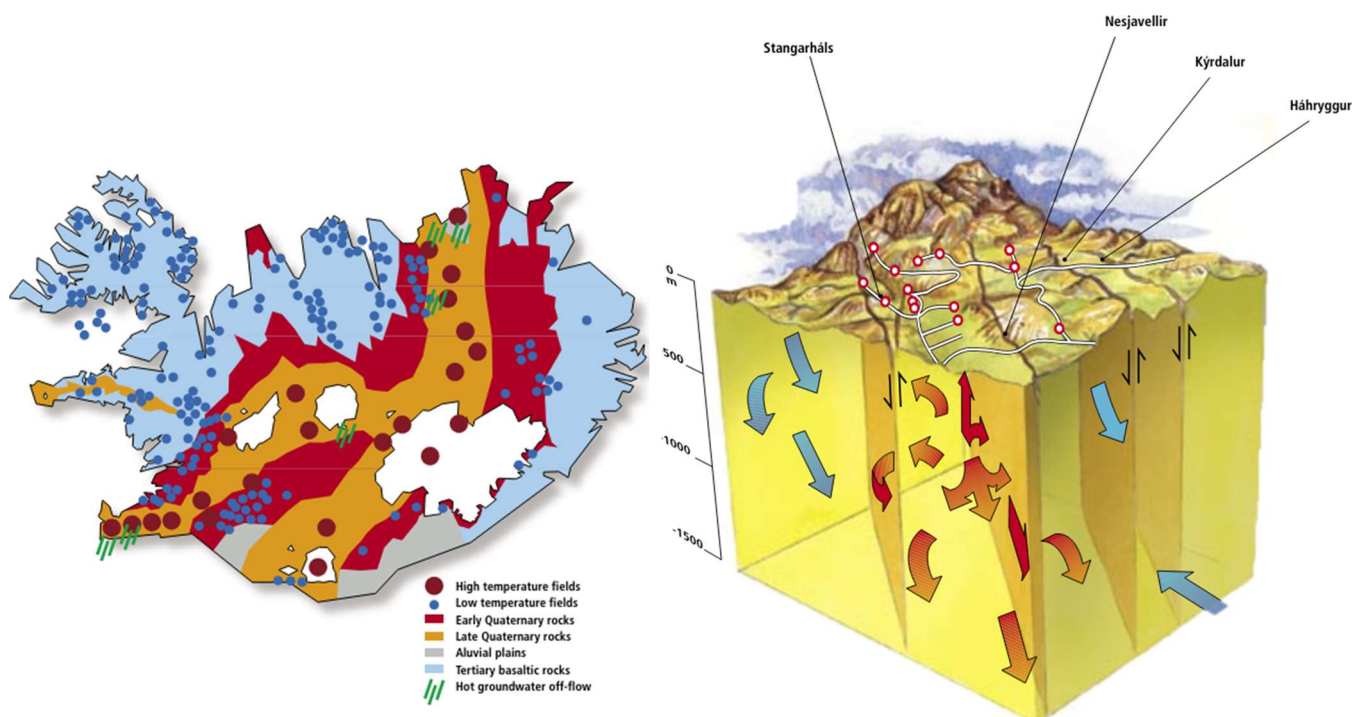 High temperature fields
Low temperature fields
Early Quaternary rocks
Late Quaternary rocks
Aluvial plains
Tertiary basaltic rocks
Hot groundwater off-flow
Stangarháls
Nesjavellir
Kýrdalur
Háhryggur
0
m
-500
-1000
-1500